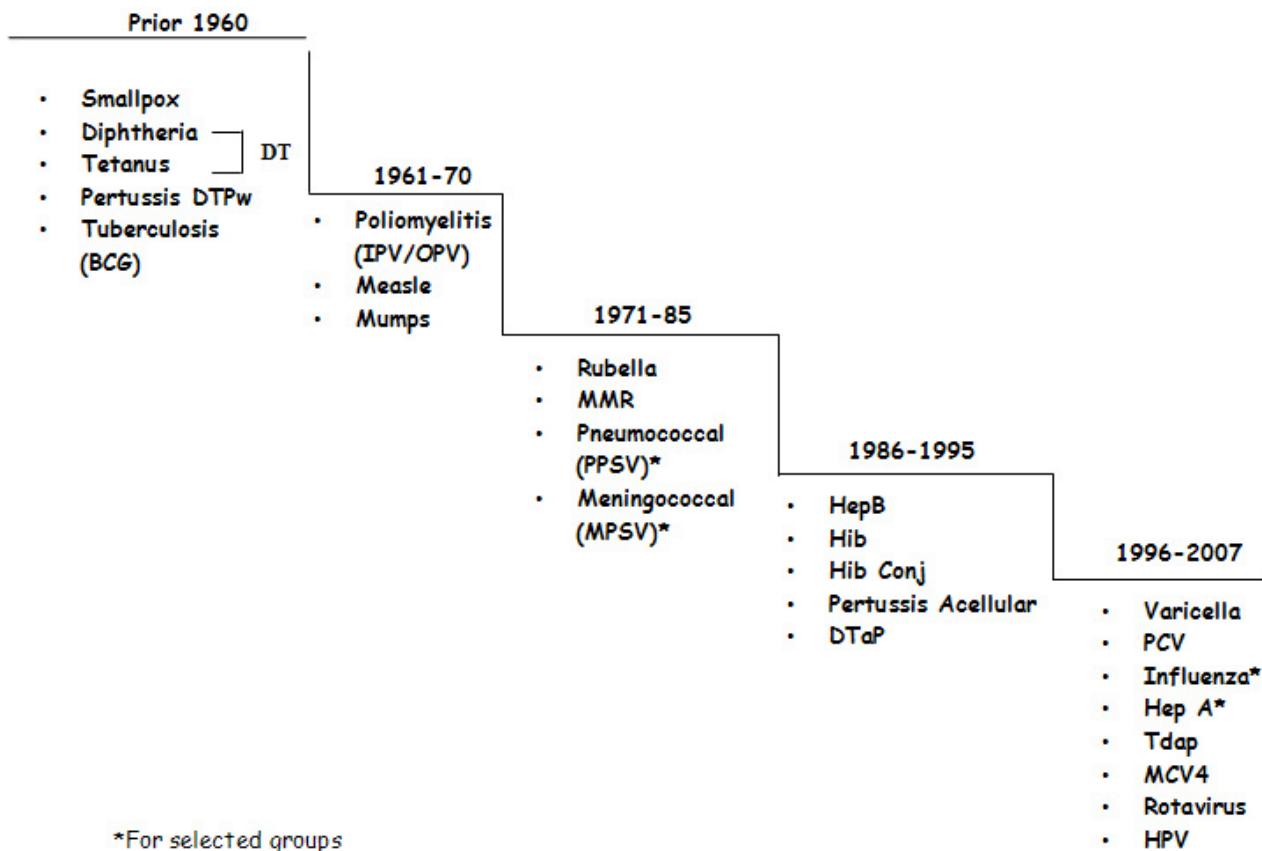 Prior 1960
• Smallpox
• Diphtheria
• Tetanus
DT
• Pertussis DTPw
• Tuberculosis
(BCG)
1961-70
• Poliomyelitis
(IPV/OPV)
• Measle
• Mumps
1971-85
• Rubella
• MMR
• Pneumococcal
(PPSV)*
• Meningococcal
(MPSV)*
1986-1995
• HepB
• Hib
• Hib Conj
• Pertussis Acellular
• DTaP
1996-2007
• Varicella
• PCV
• Influenza*
• Hep A*
• Tdap
• MCV4
• Rotavirus
• HPV
*For selected groups